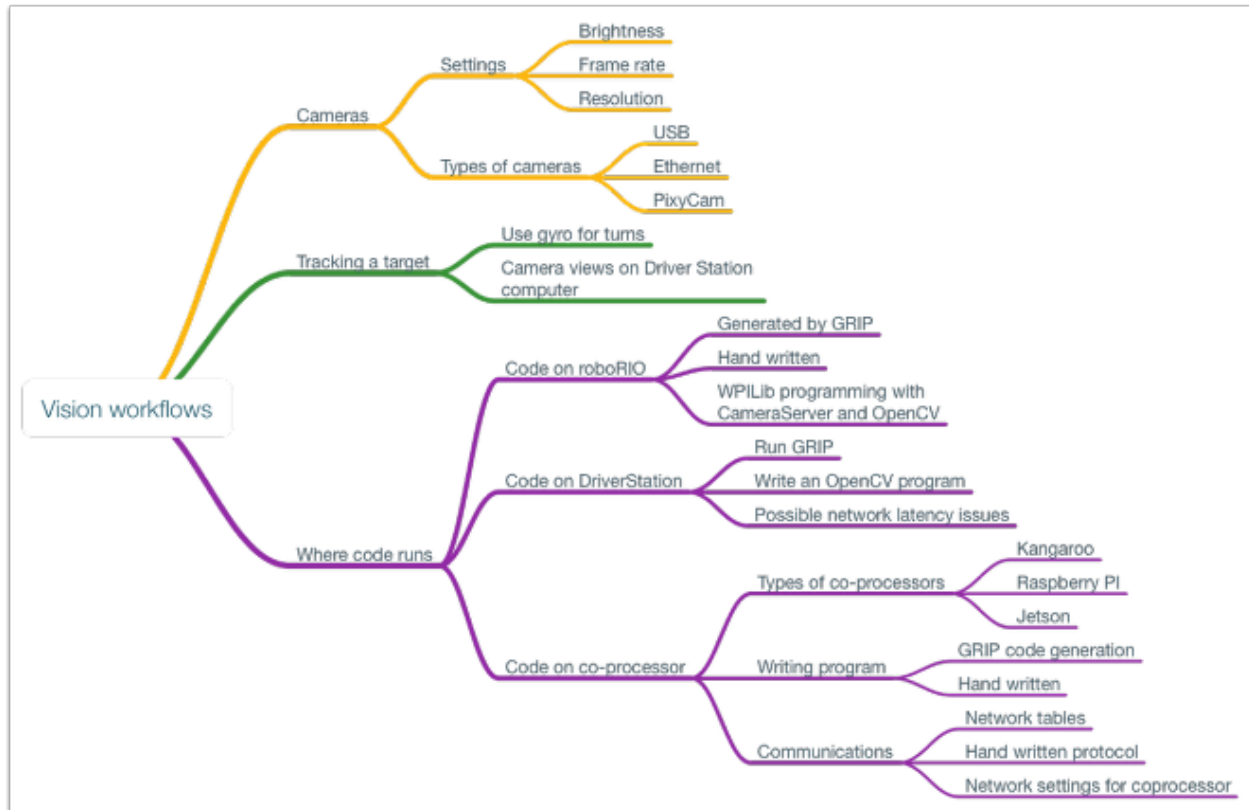 Brightness
Settings
Frame rate
Resolution
Cameras
USB
Types of cameras
Ethernet
PixyCam
Use gyro for turns
Tracking a target
Camera views on Driver Station
computer
Generated by GRIP
Code on roboRIO
Hand written
WPILib programming with
CameraServer and OpenCV
Vision workflows
Run GRIP
Code on DriverStation
Write an OpenCV program
Possible network latency issues
Where code runs
Kangaroo
Types of co-processors
Raspberry PI
Jetson
GRIP code generation
Code on co-processor
Writing program
Hand written
Network tables
Communications
Hand written protocol
Network settings for coprocessor